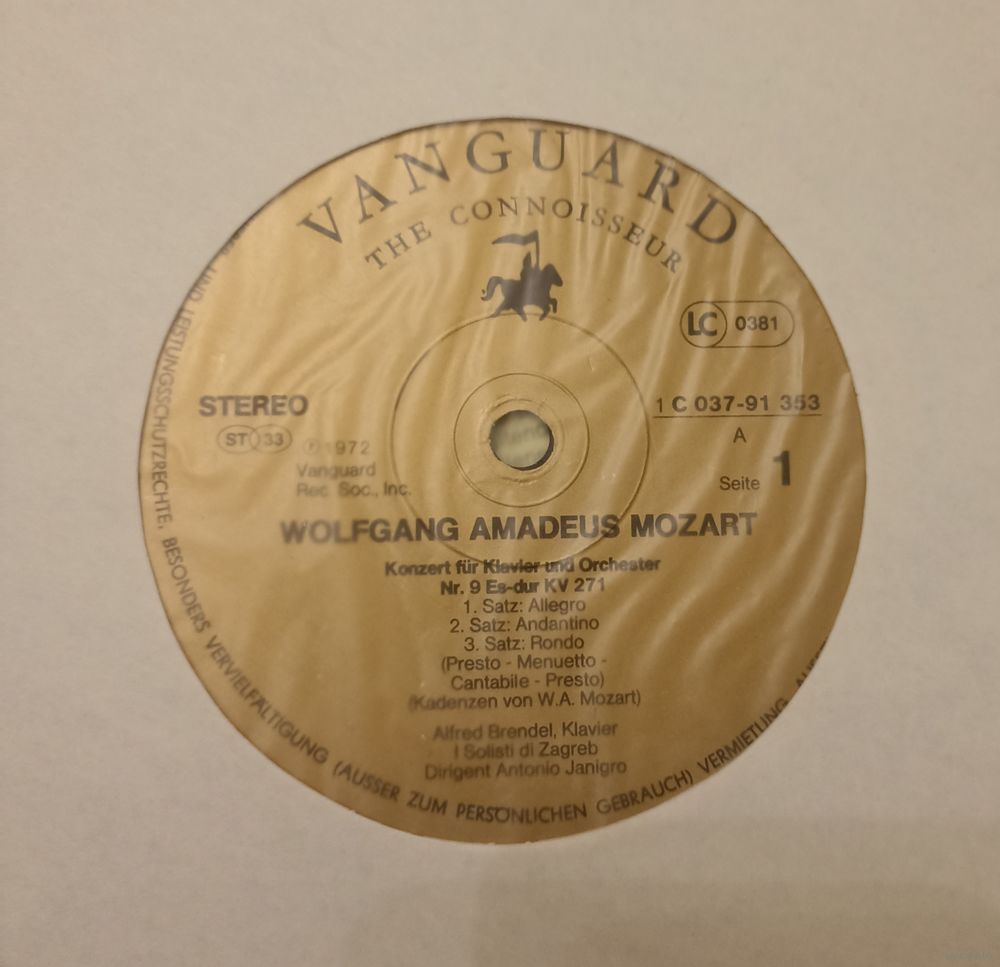 VANGUARD
THE CONNOISSEUR
LC 0381
STEREO
ST 33
1 C 037-91 353
A
Seite 1
℗ 1972
Vanguard
Rec. Soc., Inc.
WOLFGANG AMADEUS MOZART
Konzert für Klavier und Orchester
Nr. 9 Es-dur KV 271
1. Satz: Allegro
2. Satz: Andantino
3. Satz: Rondo
(Presto - Menuetto -
Cantabile - Presto)
(Kadenzen von W.A. Mozart)
Alfred Brendel, Klavier
I Solisti di Zagreb
Dirigent Antonio Janigro
UND LEISTUNGSSCHUTZRECHTE, BESONDERS VERVIELFÄLTIGUNG (AUSSER ZUM PERSÖNLICHEN GEBRAUCH) VERMIETUNG,